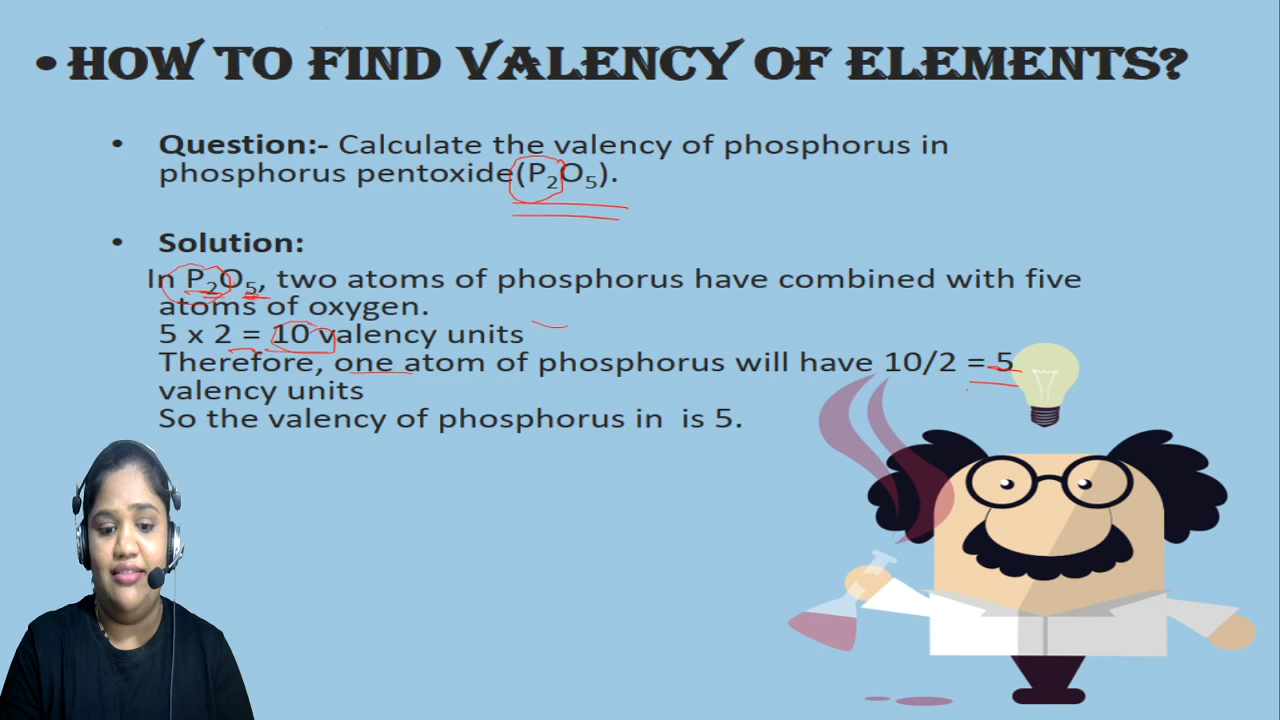 • HOW TO FIND VALENCY OF ELEMENTS?
• Question:- Calculate the valency of phosphorus in
phosphorus pentoxide(P₂O₅).
• Solution:
In P₂O₅, two atoms of phosphorus have combined with five
atoms of oxygen.
5 x 2 = 10 valency units
Therefore, one atom of phosphorus will have 10/2 = 5
valency units
So the valency of phosphorus in  is 5.